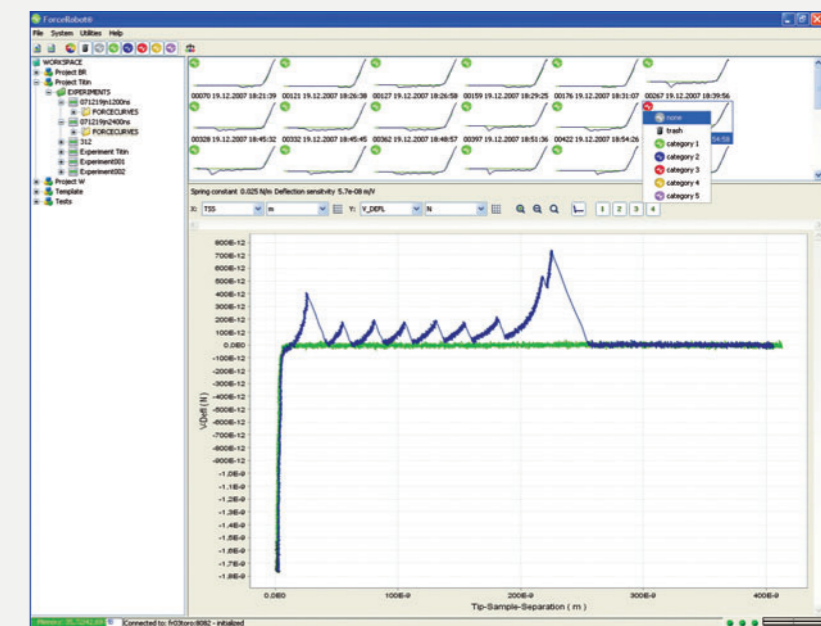 ForceRobot®
File System Utilities Help
WORKSPACE
Project BR
Project Titin
EXPERIMENTS
071219jn1200ns
FORCECURVES
071219jn2400ns
FORCECURVES
312
Experiment Titin
Experiment001
Experiment002
Project W
Template
Tests
00070 19.12.2007 18:21:39 00121 19.12.2007 18:26:38 00127 19.12.2007 18:26:58 00159 19.12.2007 18:29:25 00176 19.12.2007 18:31:07 00267 19.12.2007 18:39:56
00328 19.12.2007 18:45:32 00332 19.12.2007 18:45:45 00362 19.12.2007 18:48:57 00397 19.12.2007 18:51:36 00422 19.12.2007 18:54:26 :54:58
none
trash
category 1
category 2
category 3
category 4
category 5
Spring constant 0.025 N/m Deflection sensitvity 5.7e-08 m/V
X: TSS m Y: V_DEFL N 1 2 3 4
800E-12
700E-12
600E-12
500E-12
400E-12
300E-12
200E-12
100E-12
0.0E0
-100E-12
-200E-12
-300E-12
-400E-12
-500E-12
-600E-12
-700E-12
-800E-12
-900E-12
-1,0E-9
-1,1E-9
-1,2E-9
-1,3E-9
-1,4E-9
-1,5E-9
-1,6E-9
-1,7E-9
-1,8E-9
V-Defl (N)
0,0E0 100E-9 200E-9 300E-9 400E-9
Tip-Sample-Separation ( m )
Connected to: fr03toro:8082 - initialized